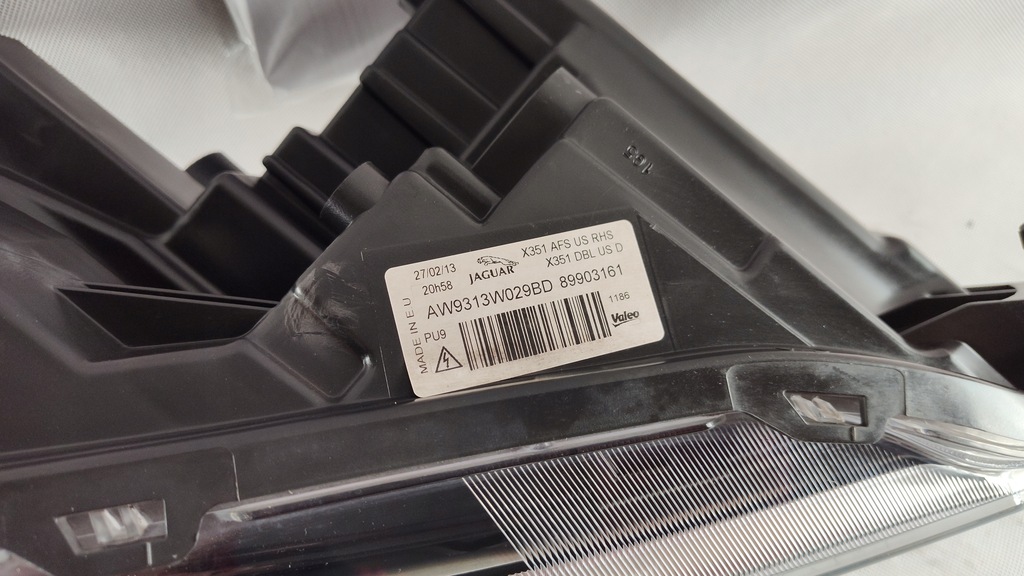 MADE IN E.U
27/02/13
20h58
JAGUAR
X351 AFS US RHS
X351 DBL US D
AW9313W029BD 89903161
PU9
1186
Valeo